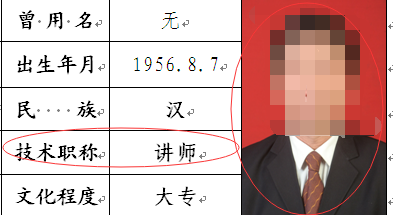 曾用名 无
出生年月 1956.8.7
民族 汉
技术职称 讲师
文化程度 大专